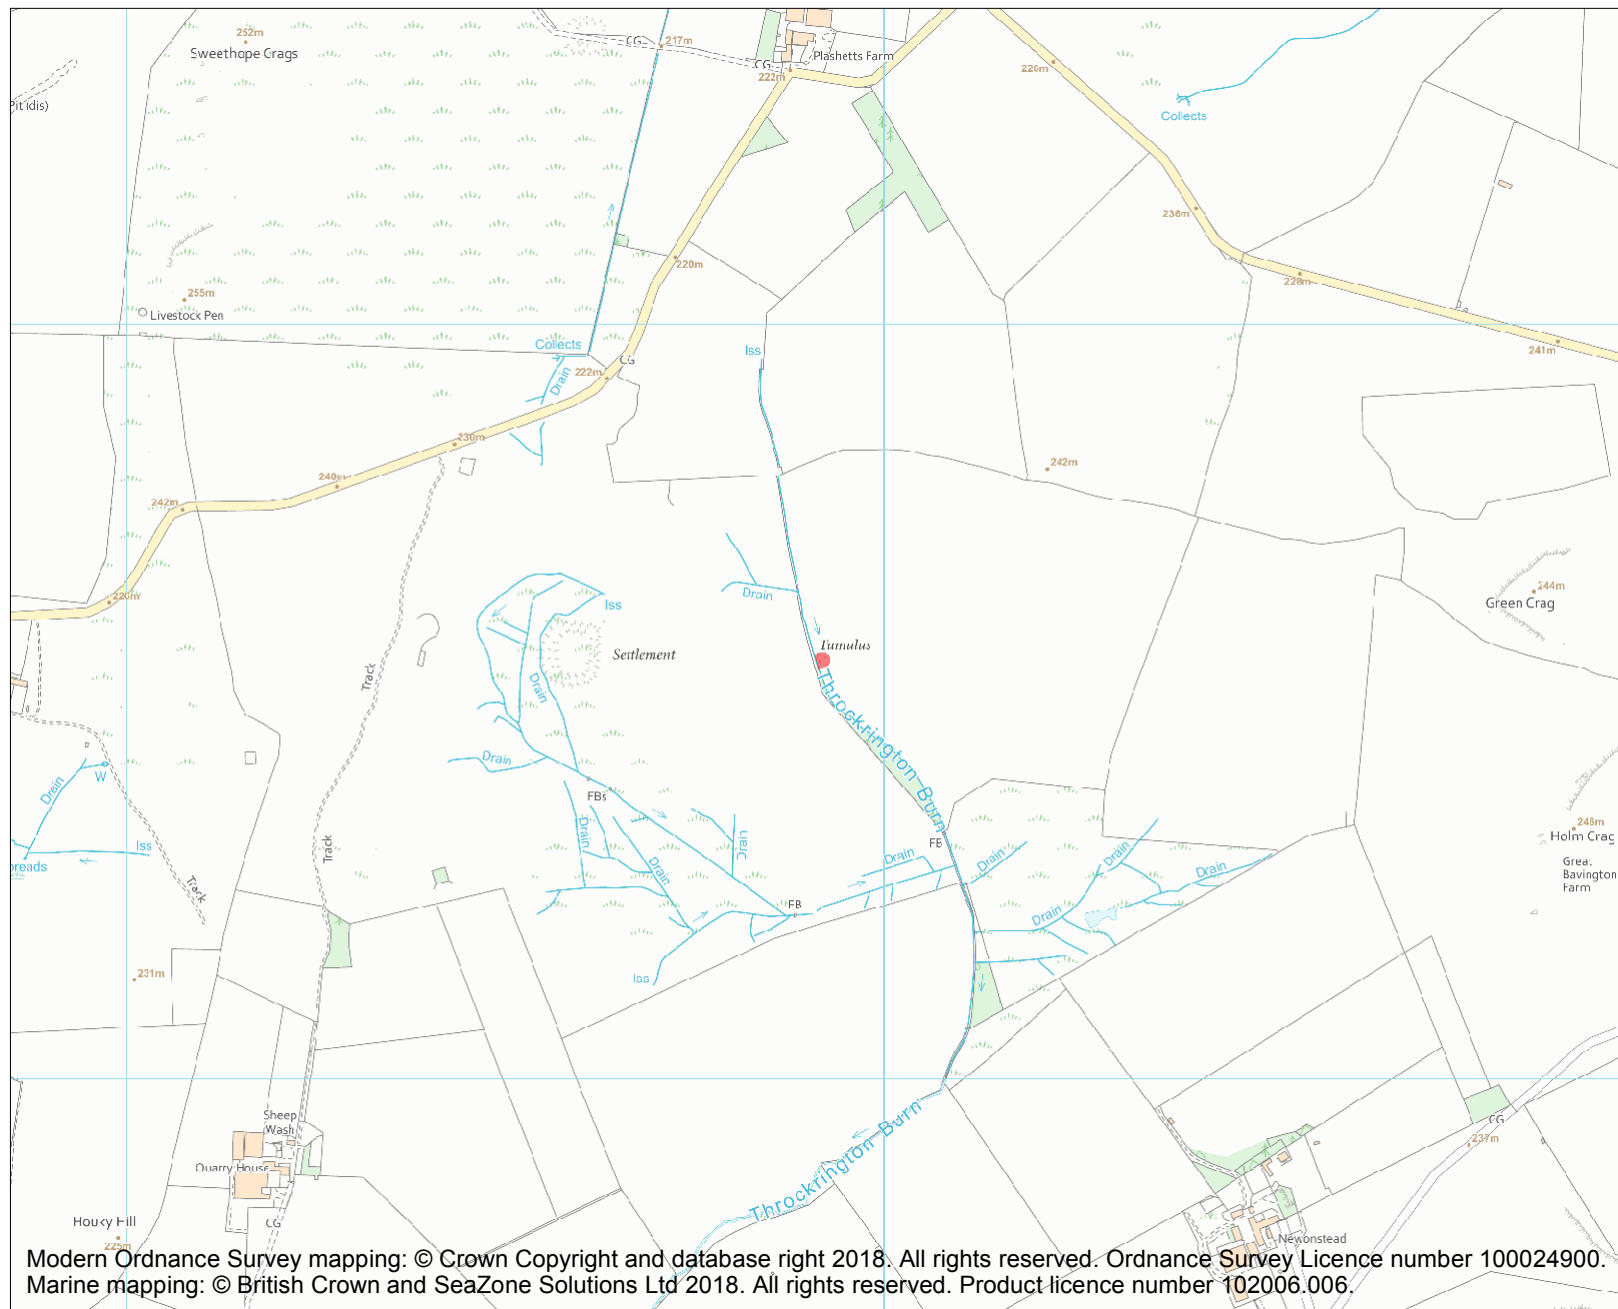 252m
Sweethope Crags
CG
217m
Plashetts Farm
CG
222m
220m
Pit (dis)
Collects
236m
220m
228m
255m
Livestock Pen
Collects
CG
Iss
241m
222m
Drain
230m
242m
240m
242m
244m
Green Crag
226m
Drain
Iss
Tumulus
Settlement
Track
Throckrington Burn
Drain
Drain
W
Drain
FBs
Holm Crag
Great
Bavington
Farm
FB
Drain
Drain
Iss
Track
Drain
Drain
Drain
Drain
Drain
Track
FB
Drain
Iss
231m
Sheep
Wash
Throckrington Burn
CG
237m
Quarry House
CG
225m
Newonstead
Modern Ordnance Survey mapping: © Crown Copyright and database right 2018. All rights reserved. Ordnance Survey Licence number 100024900.
Marine mapping: © British Crown and SeaZone Solutions Ltd 2018. All rights reserved. Product licence number 102006.006.